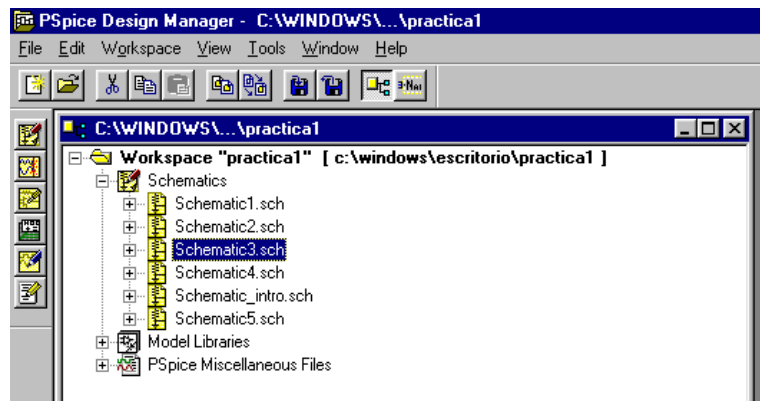 PSpice Design Manager - C:\WINDOWS\...\practica1
File Edit Workspace View Tools Window Help
C:\WINDOWS\...\practica1
Workspace "practica1" [ c:\windows\escritorio\practica1 ]
Schematics
Schematic1.sch
Schematic2.sch
Schematic3.sch
Schematic4.sch
Schematic_intro.sch
Schematic5.sch
Model Libraries
PSpice Miscellaneous Files